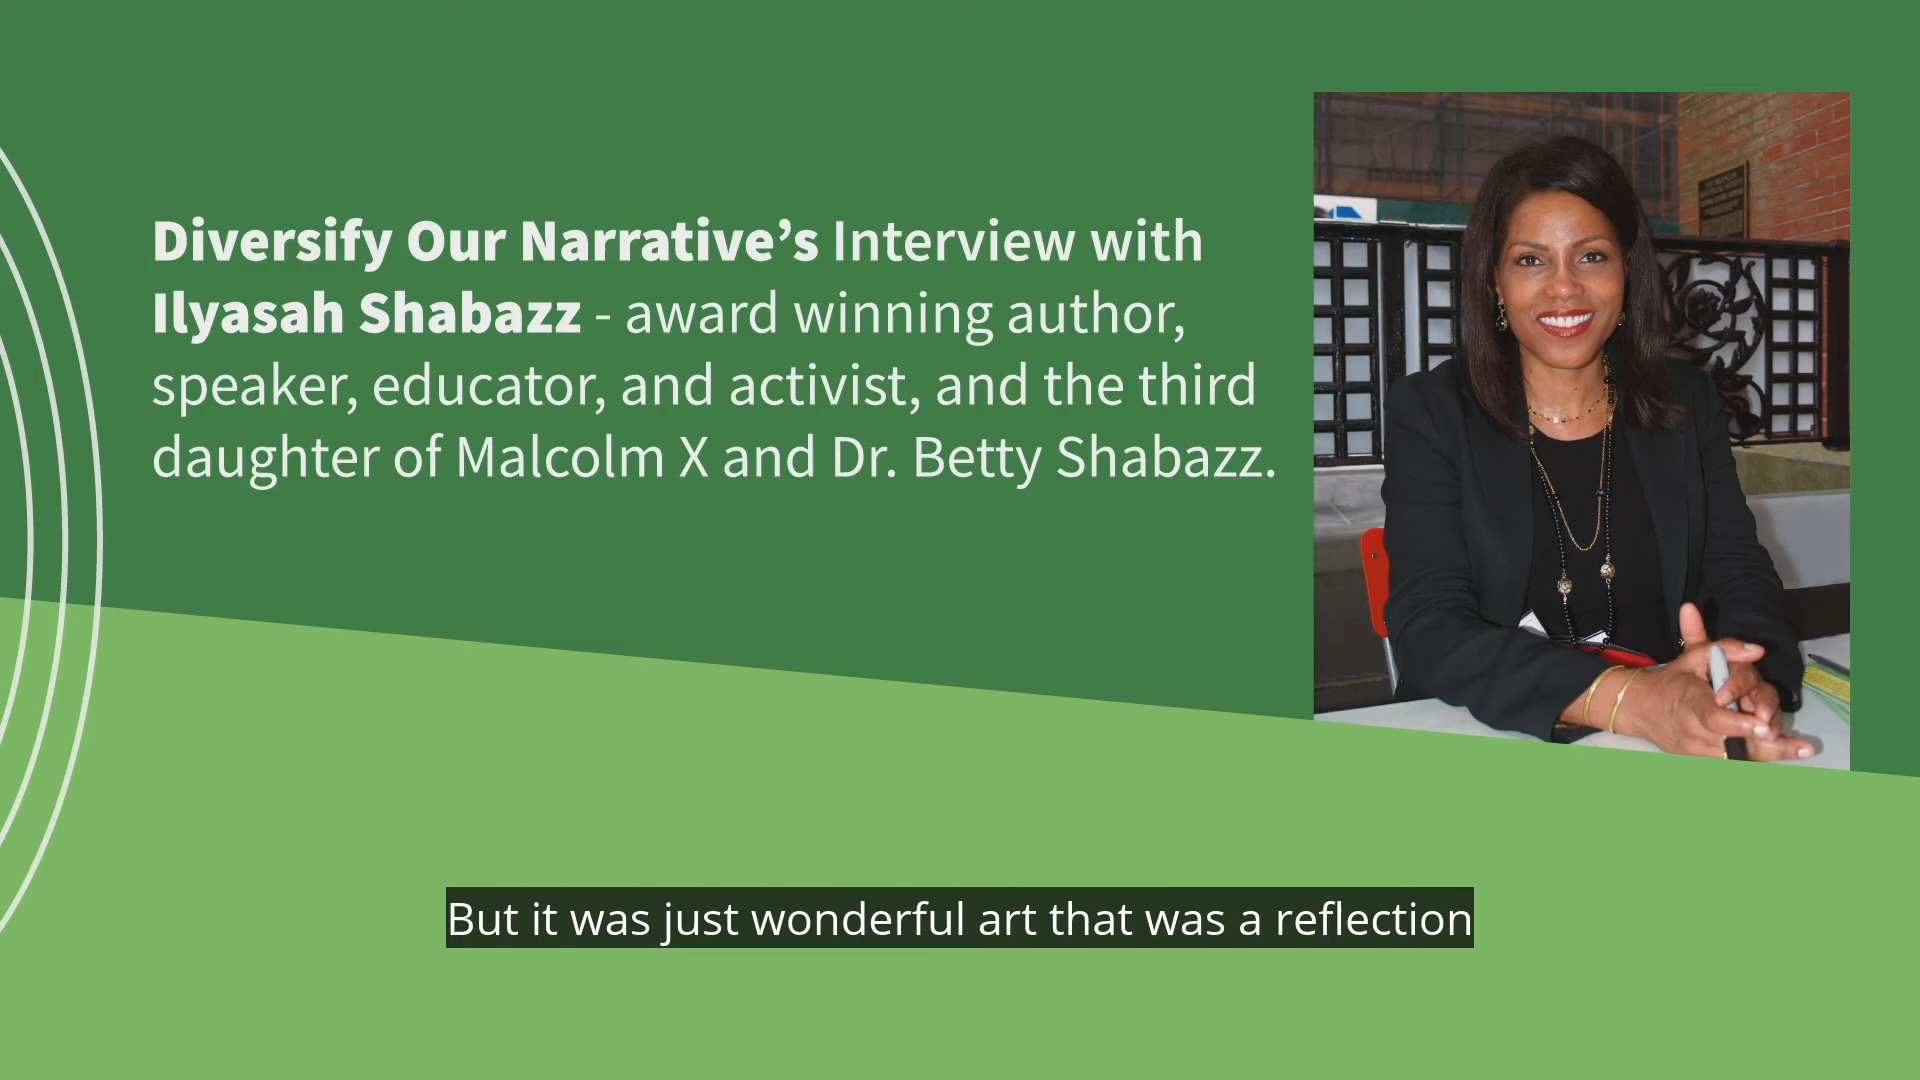 Diversify Our Narrative’s Interview with
Ilyasah Shabazz - award winning author,
speaker, educator, and activist, and the third
daughter of Malcolm X and Dr. Betty Shabazz.
But it was just wonderful art that was a reflection